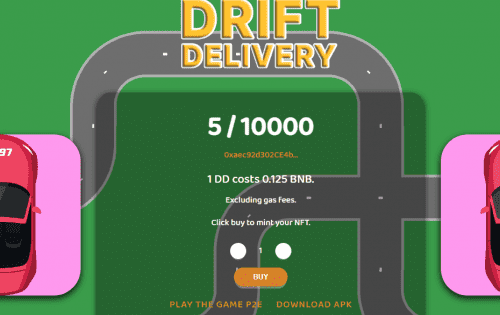 DRIFT
DELIVERY
97
5 / 10000
0xaec92d302CE4b...
1 DD costs 0.125 BNB.
Excluding gas fees.
Click buy to mint your NFT.
1
BUY
PLAY THE GAME P2E DOWNLOAD APK